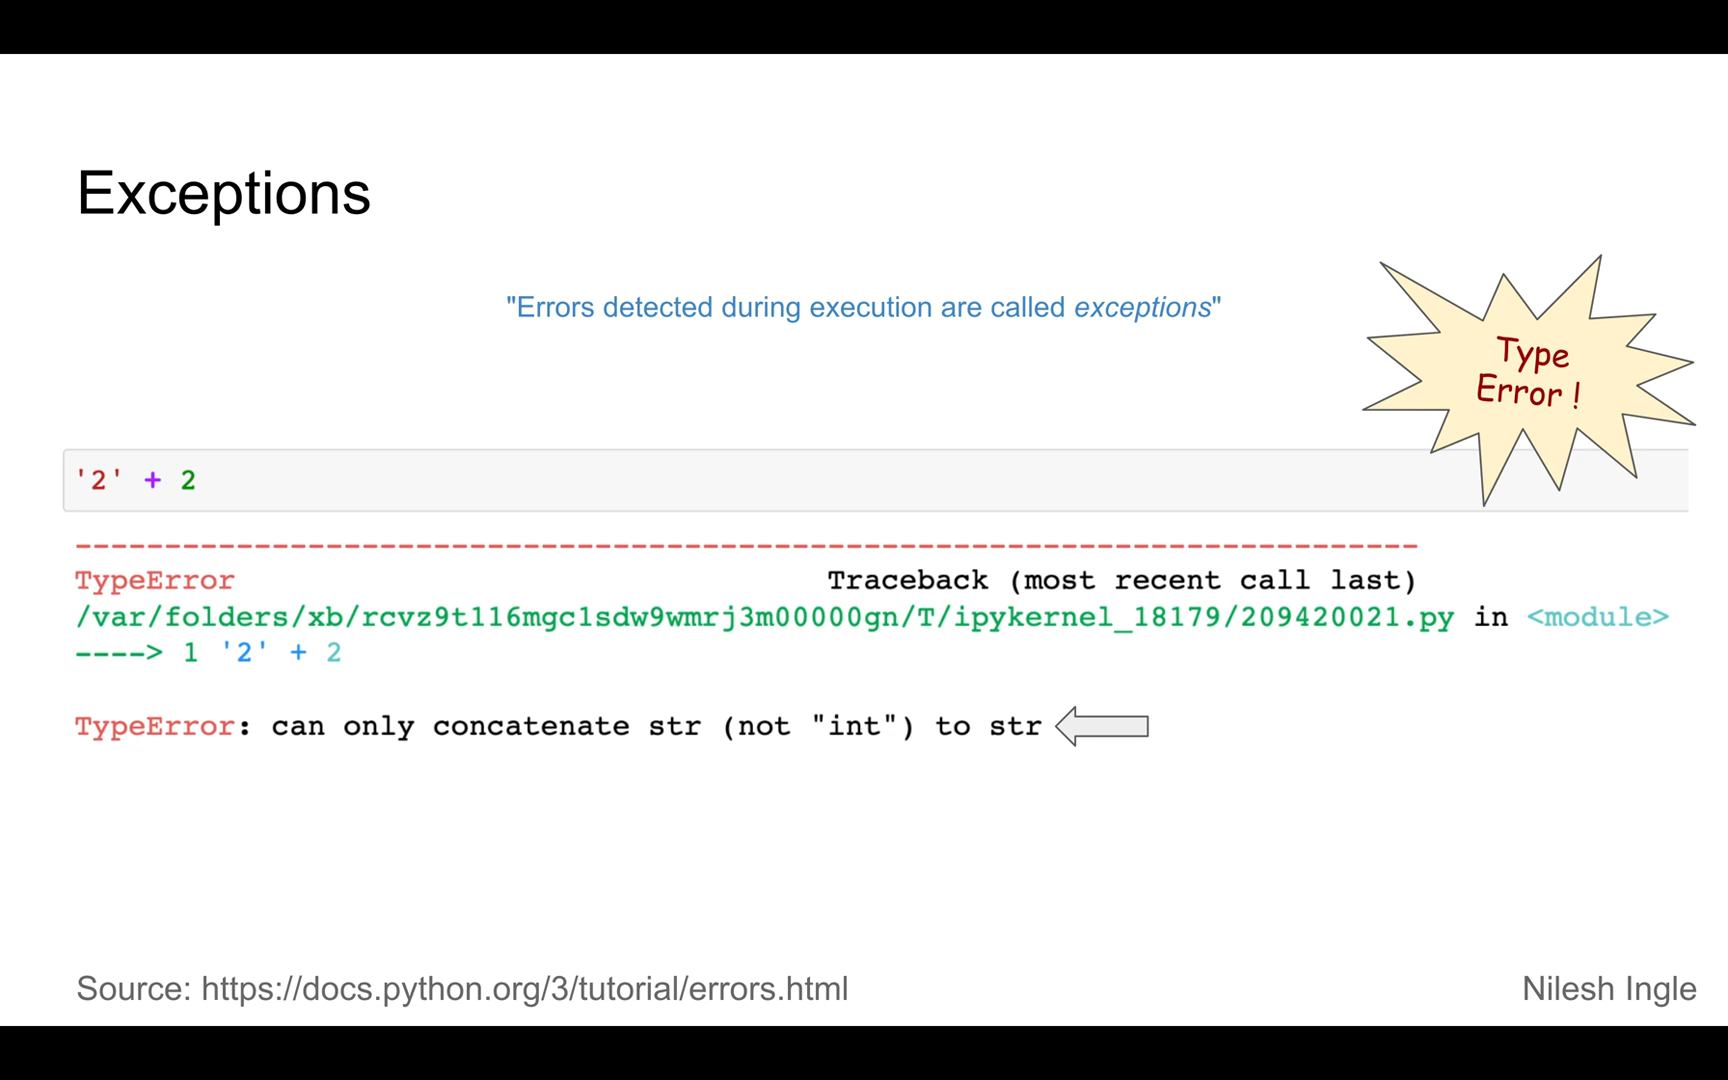 Exceptions
"Errors detected during execution are called exceptions"
Type
Error !
'2' + 2
---------------------------------------------------------------------------
TypeError Traceback (most recent call last)
/var/folders/xb/rcvz9t116mgc1sdw9wmrj3m00000gn/T/ipykernel_18179/209420021.py in <module>
----> 1 '2' + 2
TypeError: can only concatenate str (not "int") to str
Source: https://docs.python.org/3/tutorial/errors.html
Nilesh Ingle